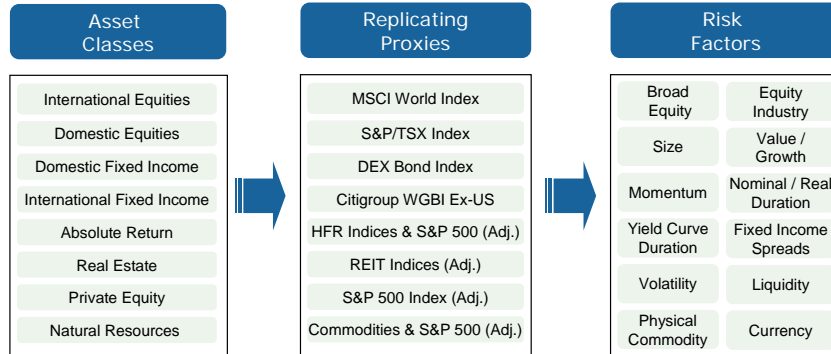 Asset
Classes
International Equities
Domestic Equities
Domestic Fixed Income
International Fixed Income
Absolute Return
Real Estate
Private Equity
Natural Resources
Replicating
Proxies
MSCI World Index
S&P/TSX Index
DEX Bond Index
Citigroup WGBI Ex-US
HFR Indices & S&P 500 (Adj.)
REIT Indices (Adj.)
S&P 500 Index (Adj.)
Commodities & S&P 500 (Adj.)
Risk
Factors
Broad
Equity
Equity
Industry
Size
Value /
Growth
Momentum
Nominal / Real
Duration
Yield Curve
Duration
Fixed Income
Spreads
Volatility
Liquidity
Physical
Commodity
Currency